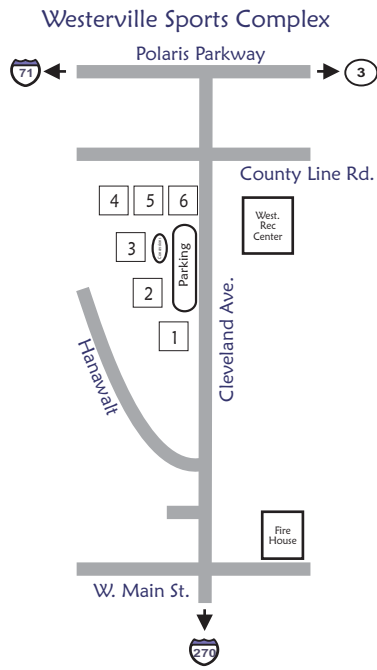 Westerville Sports Complex
Polaris Parkway
71
3
County Line Rd.
4 5 6
West.
Rec
Center
3
Parking
2
1
Cleveland Ave.
Hanawalt
Fire
House
W. Main St.
270